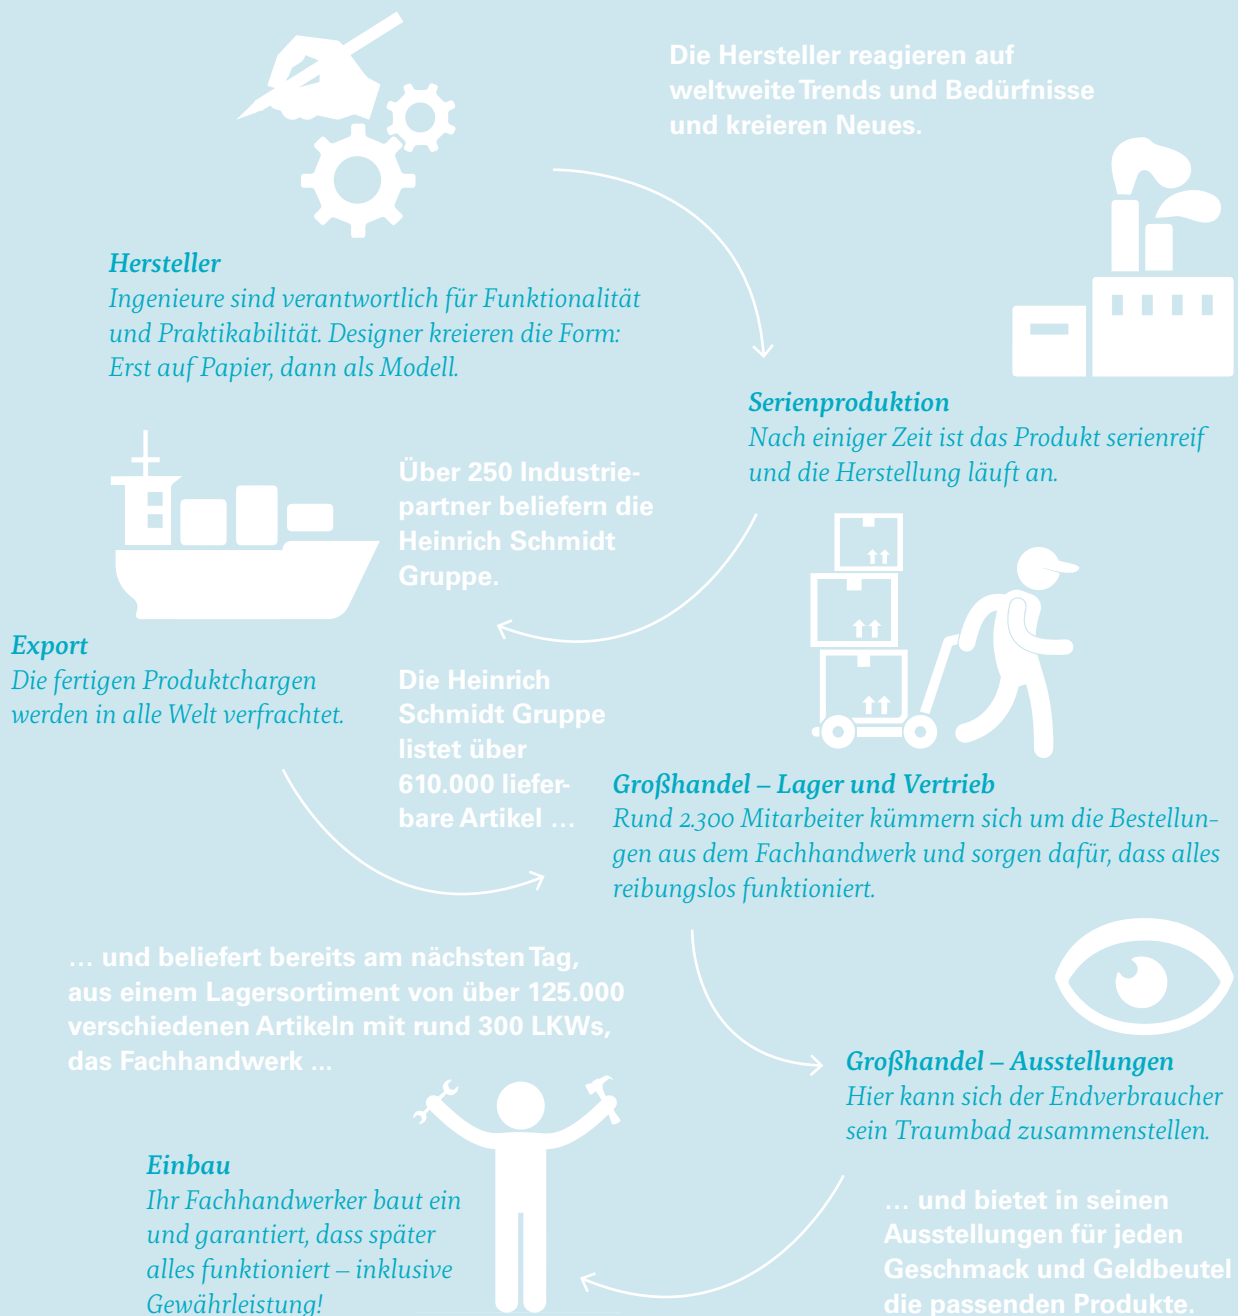 Die Hersteller reagieren auf
weltweite Trends und Bedürfnisse
und kreieren Neues.
Hersteller
Ingenieure sind verantwortlich für Funktionalität
und Praktikabilität. Designer kreieren die Form:
Erst auf Papier, dann als Modell.
Serienproduktion
Nach einiger Zeit ist das Produkt serienreif
und die Herstellung läuft an.
Über 250 Industrie-
partner beliefern die
Heinrich Schmidt
Gruppe.
Export
Die fertigen Produktchargen
werden in alle Welt verfrachtet.
Die Heinrich
Schmidt Gruppe
listet über
610.000 liefer-
bare Artikel …
Großhandel – Lager und Vertrieb
Rund 2.300 Mitarbeiter kümmern sich um die Bestellun-
gen aus dem Fachhandwerk und sorgen dafür, dass alles
reibungslos funktioniert.
… und beliefert bereits am nächsten Tag,
aus einem Lagersortiment von über 125.000
verschiedenen Artikeln mit rund 300 LKWs,
das Fachhandwerk ...
Großhandel – Ausstellungen
Hier kann sich der Endverbraucher
sein Traumbad zusammenstellen.
… und bietet in seinen
Ausstellungen für jeden
Geschmack und Geldbeutel
die passenden Produkte.
Einbau
Ihr Fachhandwerker baut ein
und garantiert, dass später
alles funktioniert – inklusive
Gewährleistung!